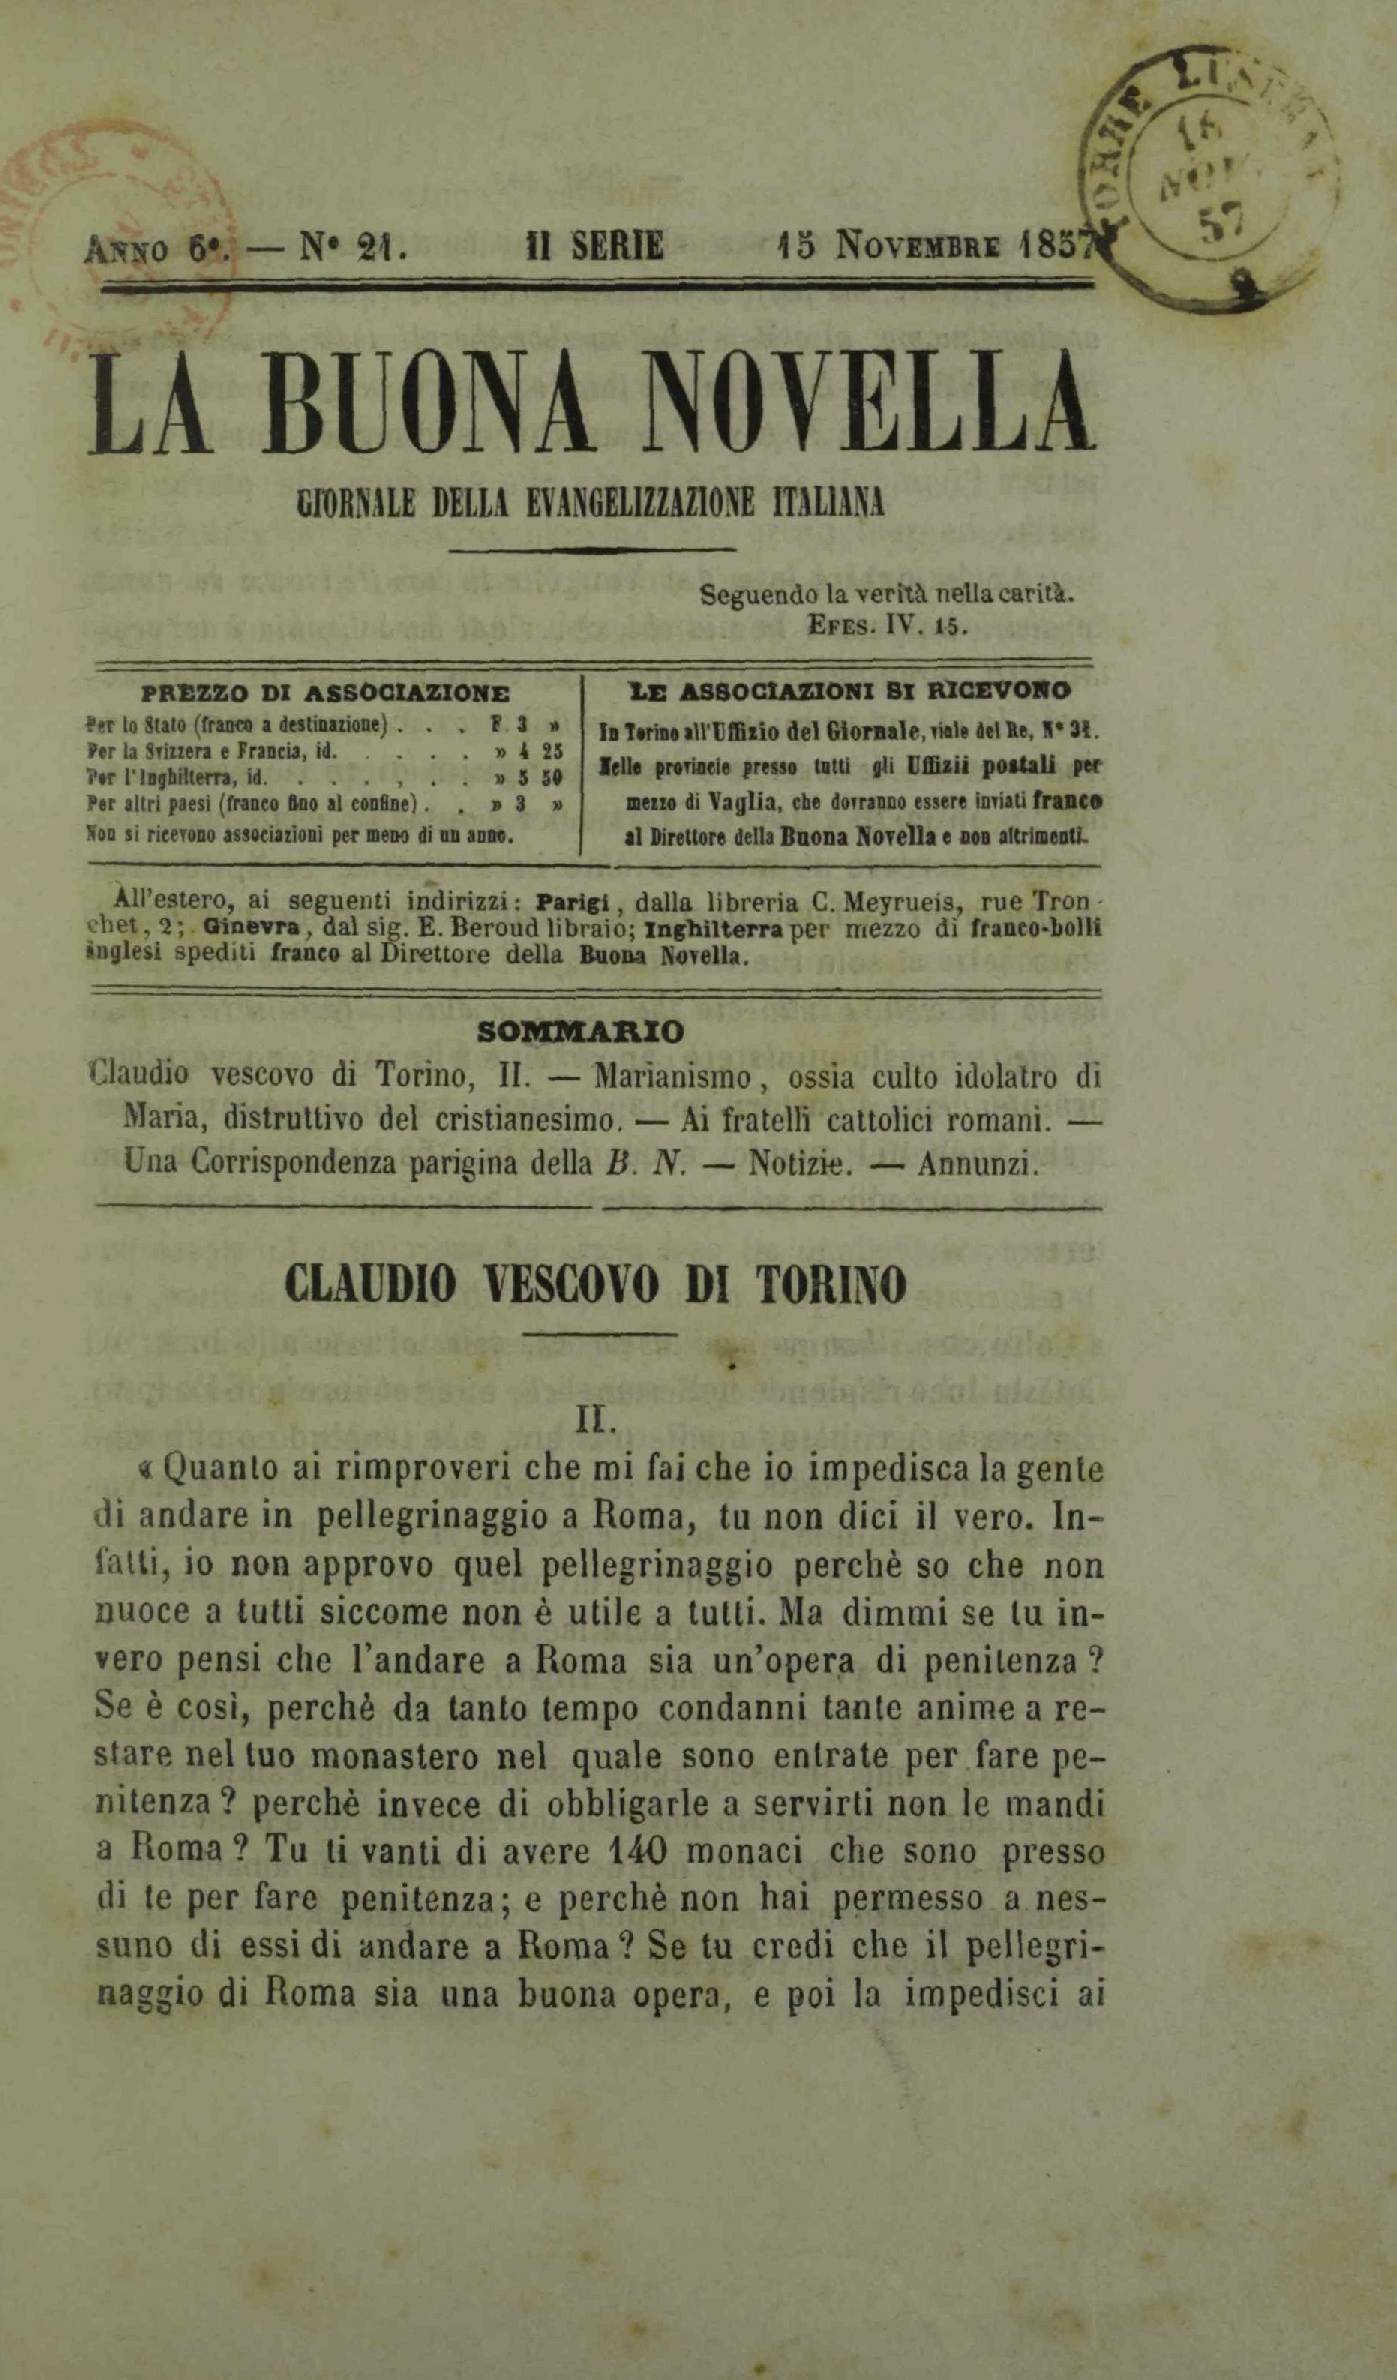 TORRE
16
NOV
57
ANNO 6º. — Nº 21. II SERIE 15 NOVEMBRE 1857
LA BUONA NOVELLA
GIORNALE DELLA EVANGELIZZAZIONE ITALIANA
Seguendo la verità nella carità.
EFES. IV. 15.
PREZZO DI ASSOCIAZIONE
Per lo Stato (franco a destinazione) . . . F. 3 »
Per la Svizzera e Francia, id. . . . . . » 4 25
Per l'Inghilterra, id. . . . . , . . » 5 50
Per altri paesi (franco fino al confine) . . » 3 »
Non si ricevono associazioni per meno di un anno.
LE ASSOCIAZIONI SI RICEVONO
In Torino all'Uffizio del Giornale, viale del Re, Nº 31.
Nelle provincie presso tutti gli Uffizii postali per
mezzo di Vaglia, che dovranno essere inviati franco
al Direttore della Buona Novella e non altrimenti.
All'estero, ai seguenti indirizzi: Parigi, dalla libreria C. Meyrueis, rue Tron-
chet, 2; Ginevra, dal sig. E. Beroud libraio; Inghilterra per mezzo di franco-bolli
inglesi spediti franco al Direttore della Buona Novella.
SOMMARIO
Claudio vescovo di Torino, II. — Marianismo, ossia culto idolatro di
Maria, distruttivo del cristianesimo. — Ai fratelli cattolici romani. —
Una Corrispondenza parigina della B. N. — Notizie. — Annunzi.
CLAUDIO VESCOVO DI TORINO
II.
« Quanto ai rimproveri che mi fai che io impedisca la gente
di andare in pellegrinaggio a Roma, tu non dici il vero. In-
fatti, io non approvo quel pellegrinaggio perchè so che non
nuoce a tutti siccome non è utile a tutti. Ma dimmi se tu in-
vero pensi che l'andare a Roma sia un'opera di penitenza?
Se è così, perchè da tanto tempo condanni tante anime a re-
stare nel tuo monastero nel quale sono entrate per fare pe-
nitenza? perchè invece di obbligarle a servirti non le mandi
a Roma? Tu ti vanti di avere 140 monaci che sono presso
di te per fare penitenza; e perchè non hai permesso a nes-
suno di essi di andare a Roma? Se tu credi che il pellegri-
naggio di Roma sia una buona opera, e poi la impedisci ai